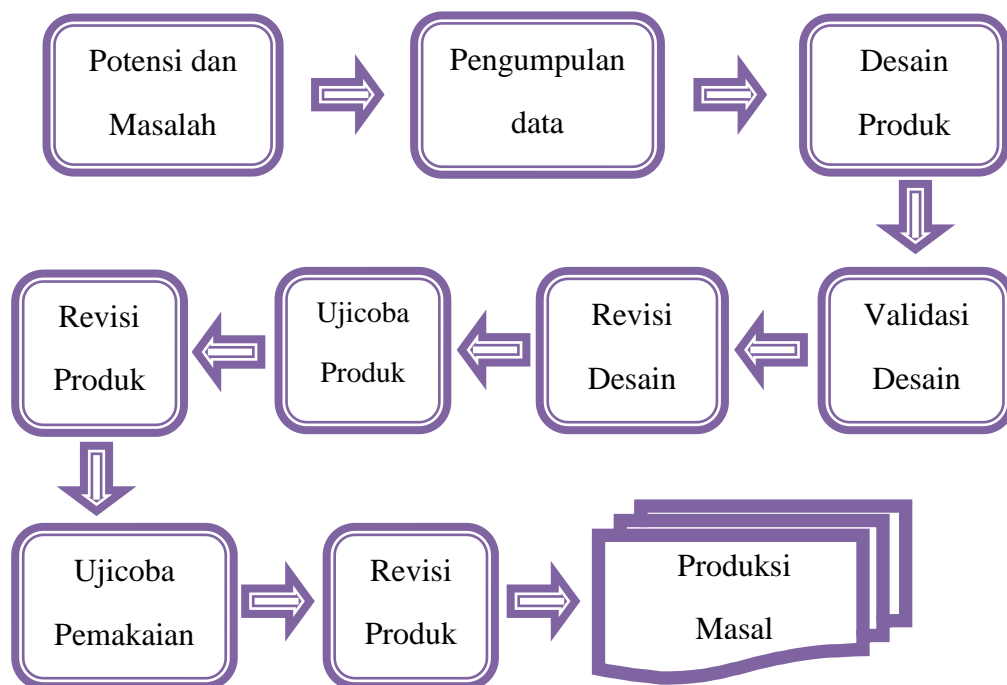 Potensi dan
Masalah
Pengumpulan
data
Desain
Produk
Validasi
Desain
Revisi
Desain
Ujicoba
Produk
Revisi
Produk
Ujicoba
Pemakaian
Revisi
Produk
Produksi
Masal